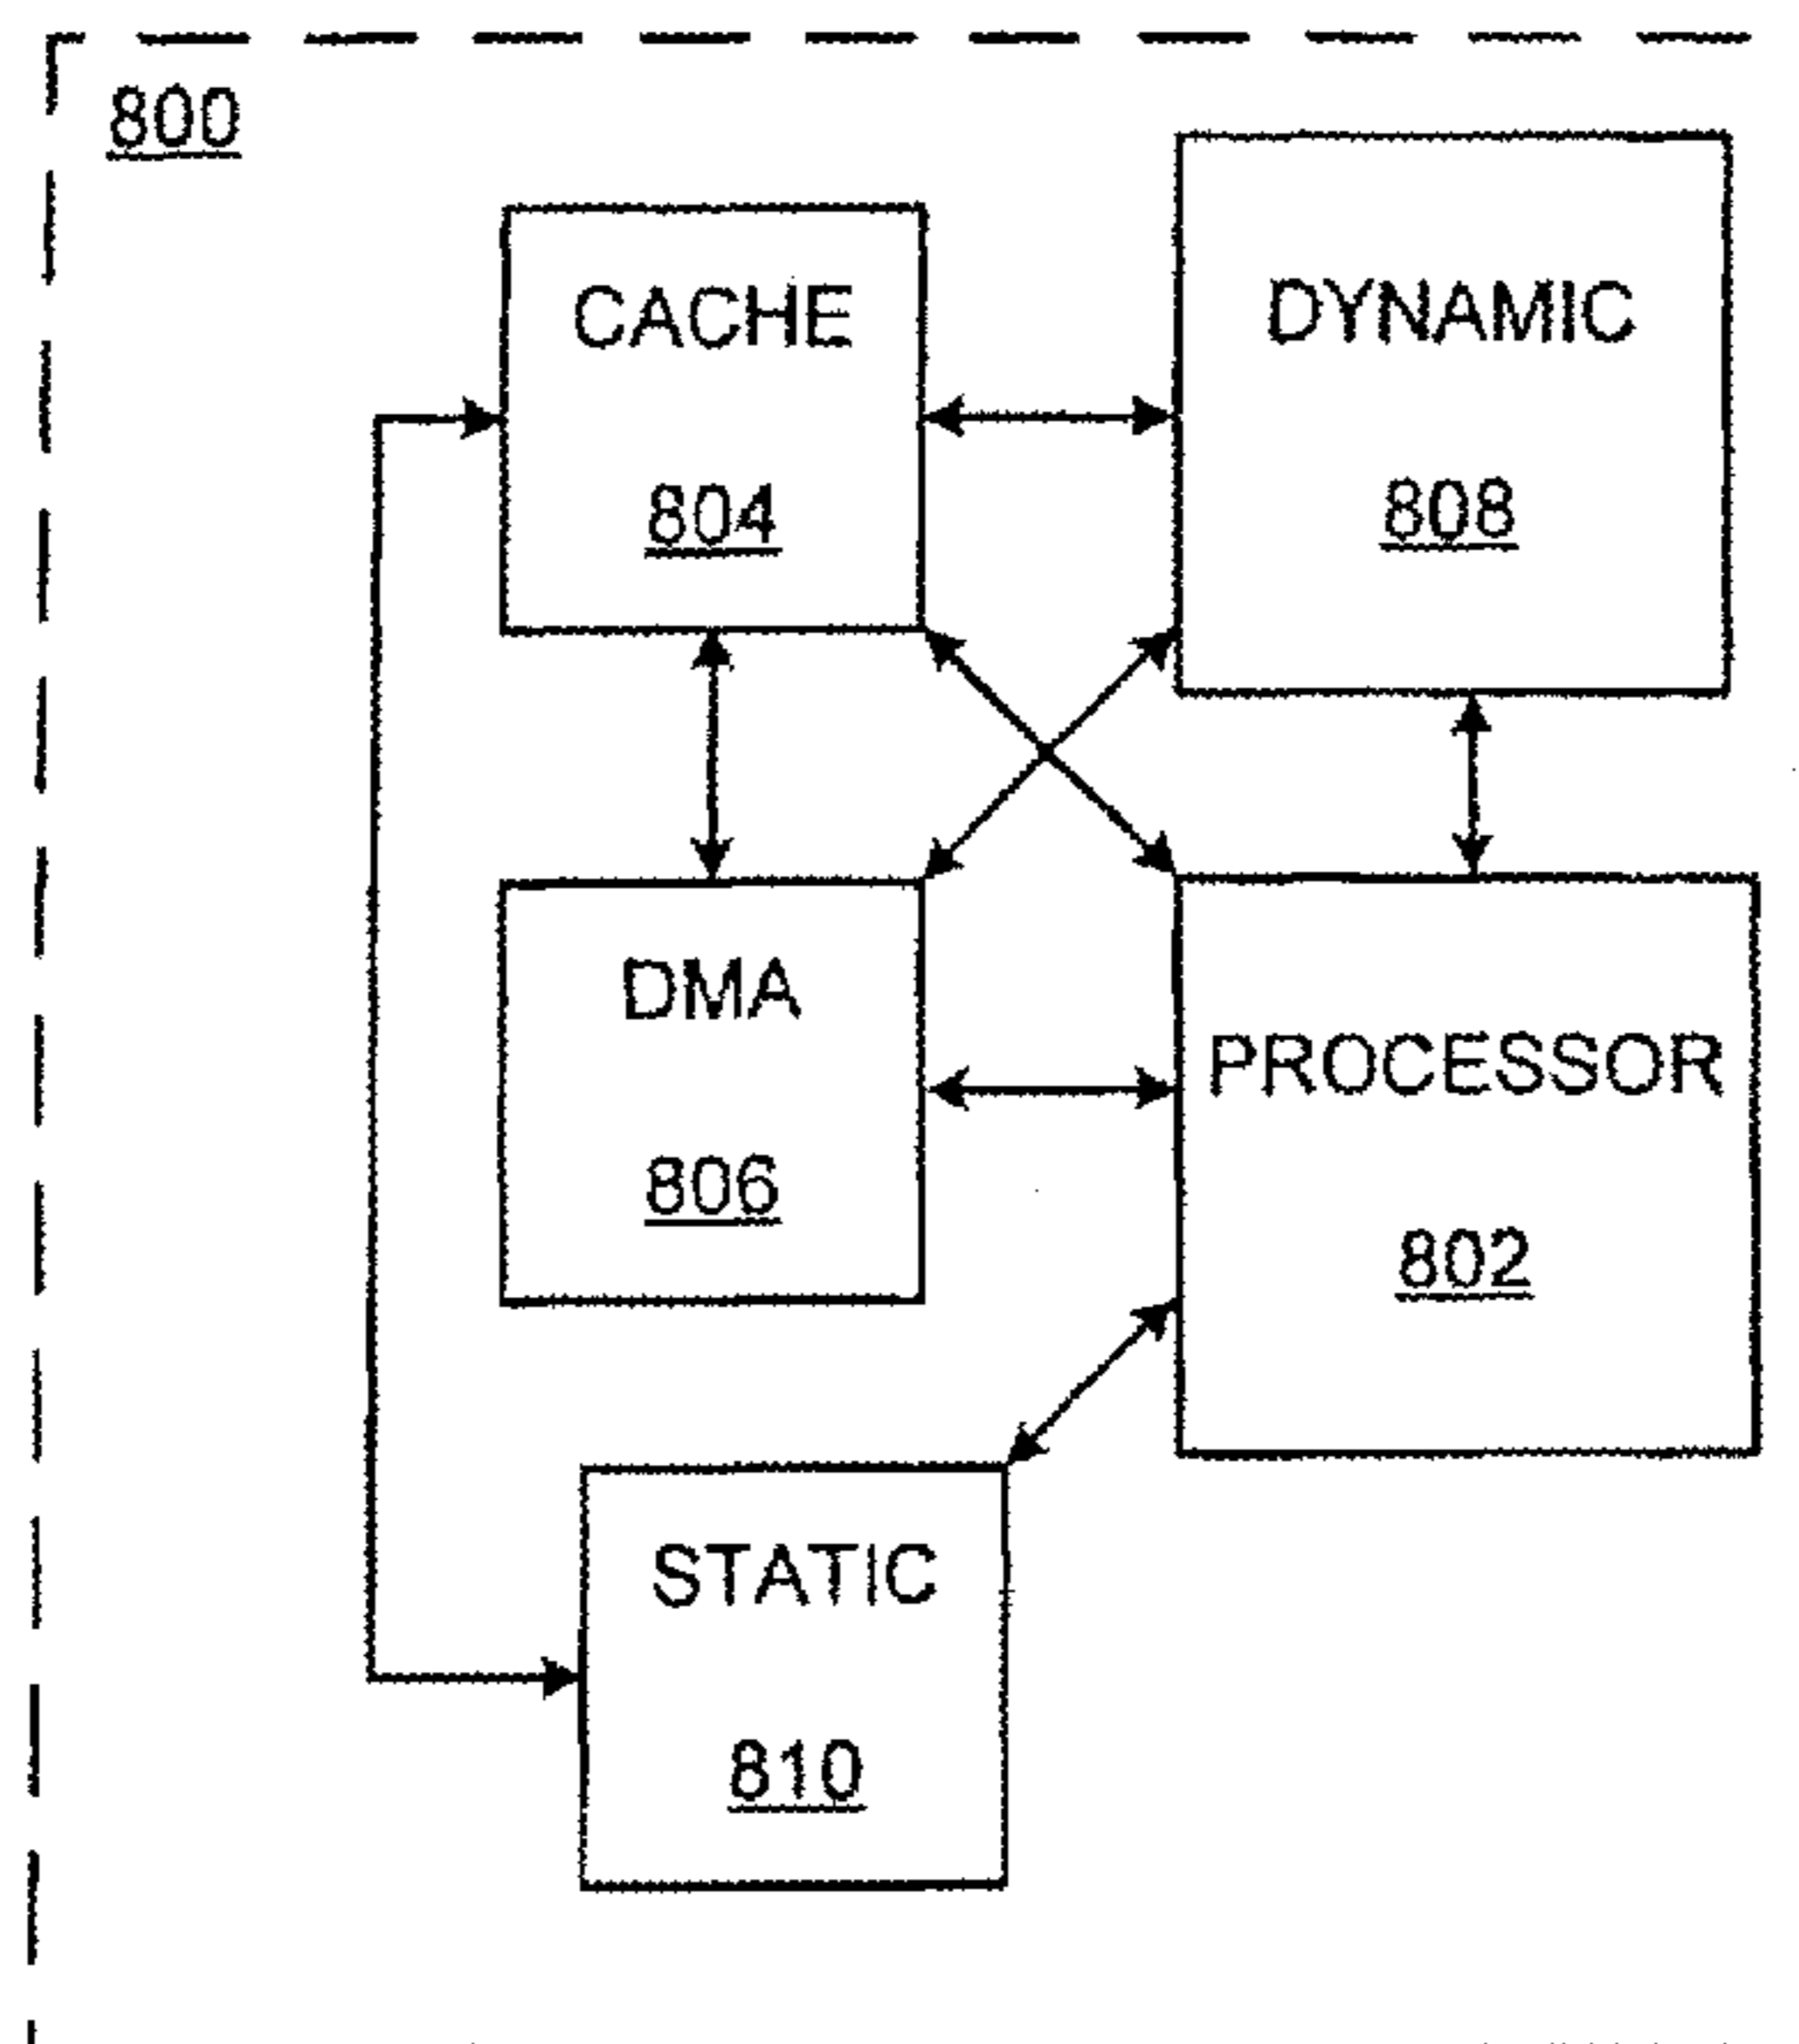 800
CACHE
804
DYNAMIC
808
DMA
806
PROCESSOR
802
STATIC
810